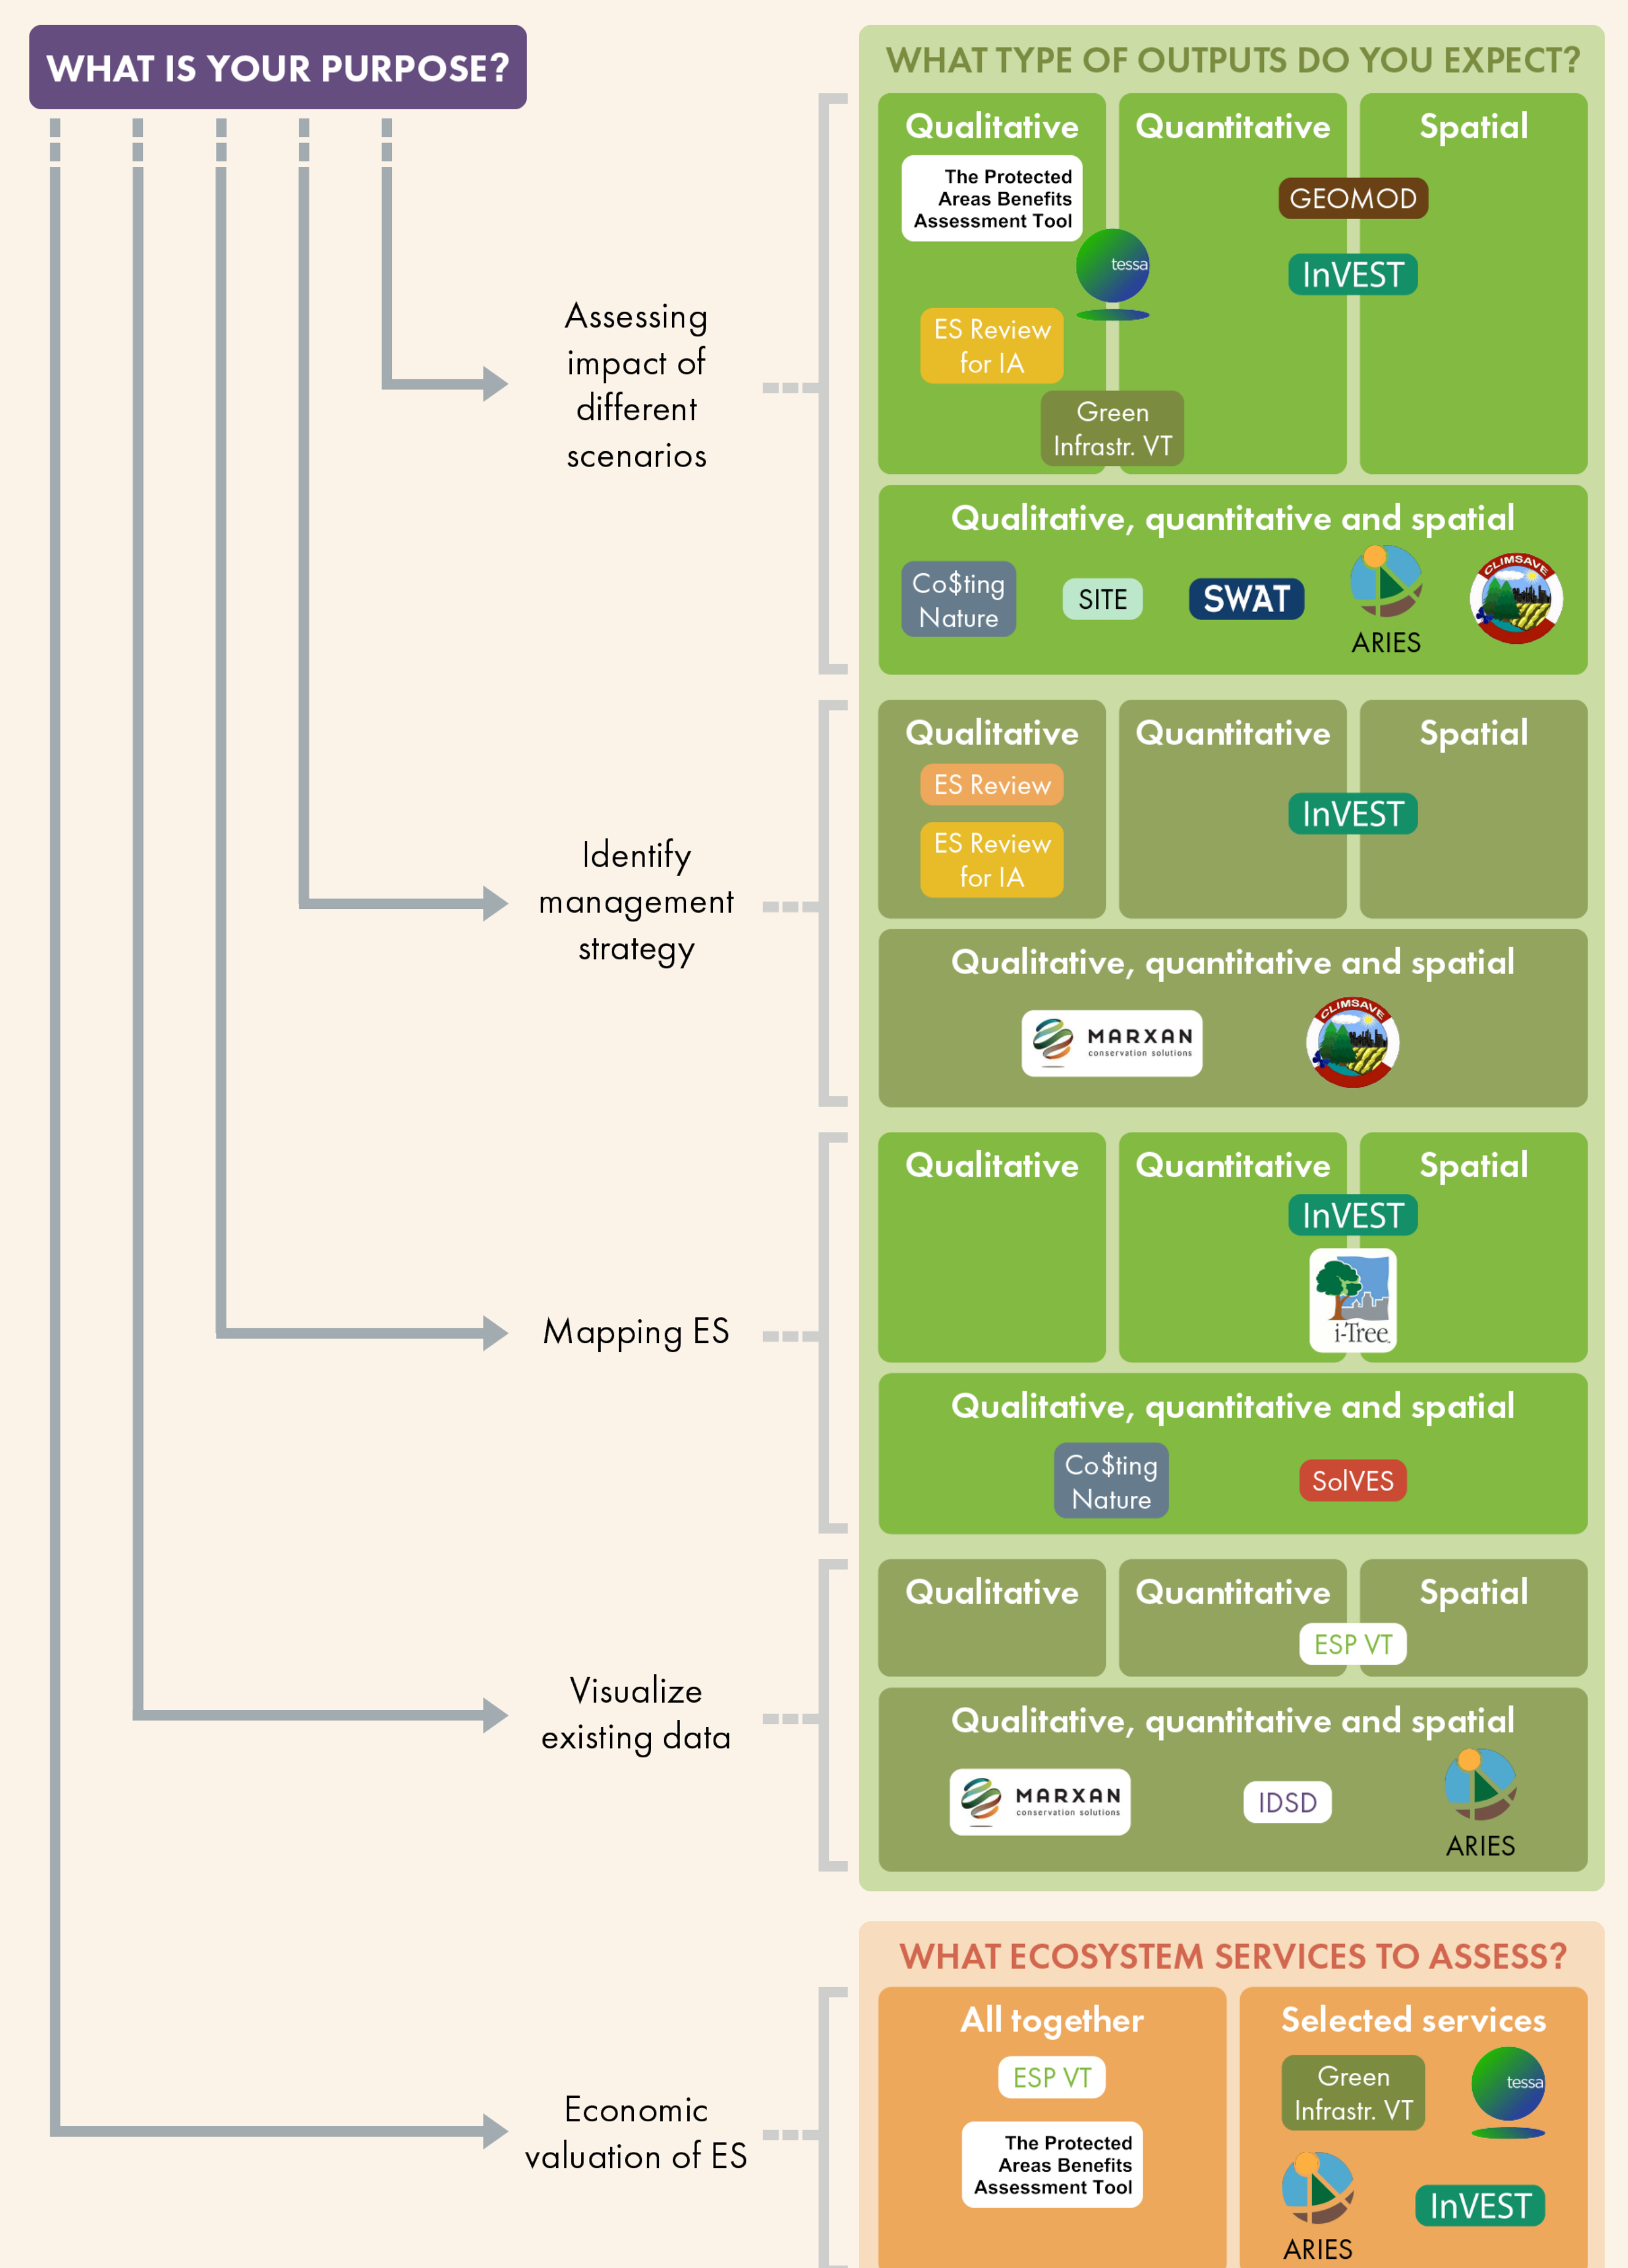 WHAT IS YOUR PURPOSE?
WHAT TYPE OF OUTPUTS DO YOU EXPECT?
Assessing
impact of
different
scenarios
Qualitative
Quantitative
Spatial
The Protected
Areas Benefits
Assessment Tool
GEOMOD
tessa
InVEST
ES Review
for IA
Green
Infrastr. VT
Qualitative, quantitative and spatial
Co$ting
Nature
SITE
SWAT
ARIES
CLIMSAVE
Identify
management
strategy
Qualitative
Quantitative
Spatial
ES Review
InVEST
ES Review
for IA
Qualitative, quantitative and spatial
MARXAN
conservation solutions
CLIMSAVE
Mapping ES
Qualitative
Quantitative
Spatial
InVEST
i-Tree
Qualitative, quantitative and spatial
Co$ting
Nature
SolVES
Visualize
existing data
Qualitative
Quantitative
Spatial
ESP VT
Qualitative, quantitative and spatial
MARXAN
conservation solutions
IDSD
ARIES
WHAT ECOSYSTEM SERVICES TO ASSESS?
Economic
valuation of ES
All together
ESP VT
The Protected
Areas Benefits
Assessment Tool
Selected services
Green
Infrastr. VT
tessa
ARIES
InVEST